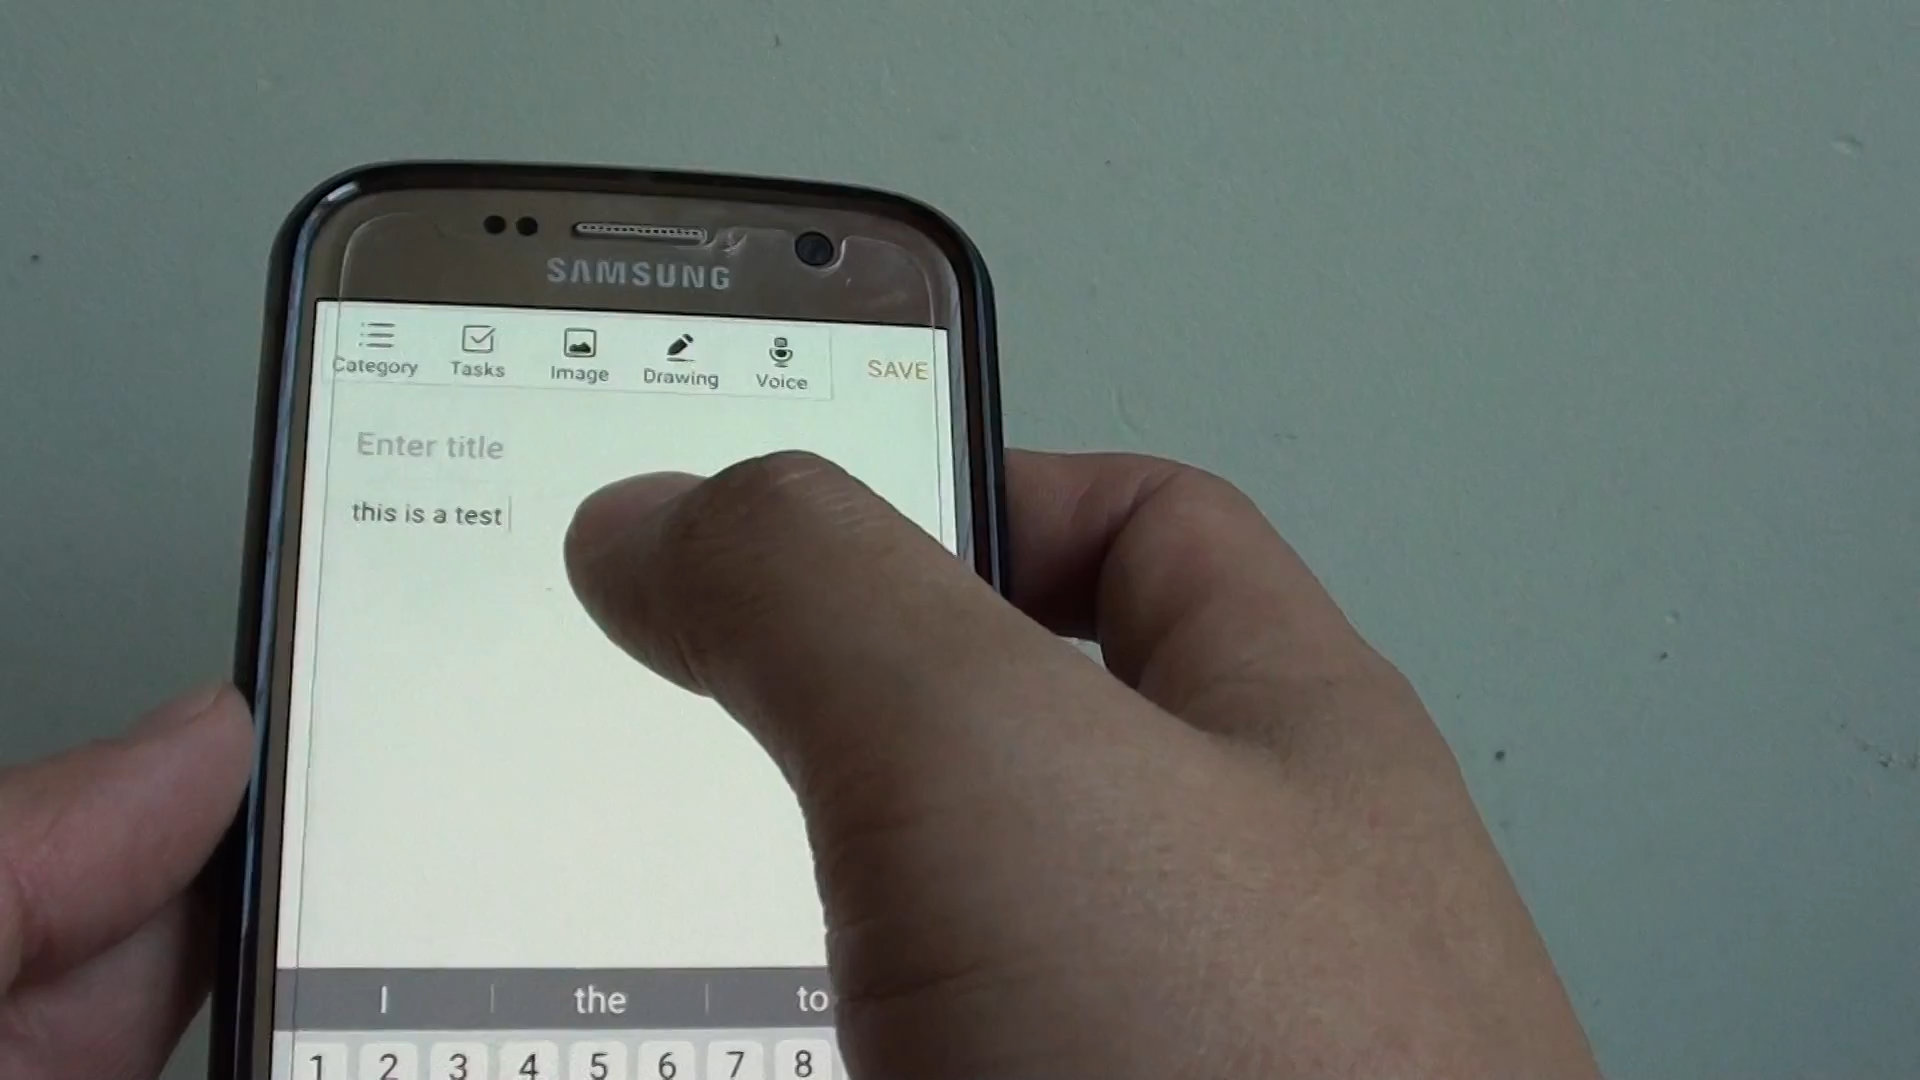 SAMSUNG
Category Tasks Image Drawing Voice SAVE
Enter title
this is a test
I the to
1 2 3 4 5 6 7 8